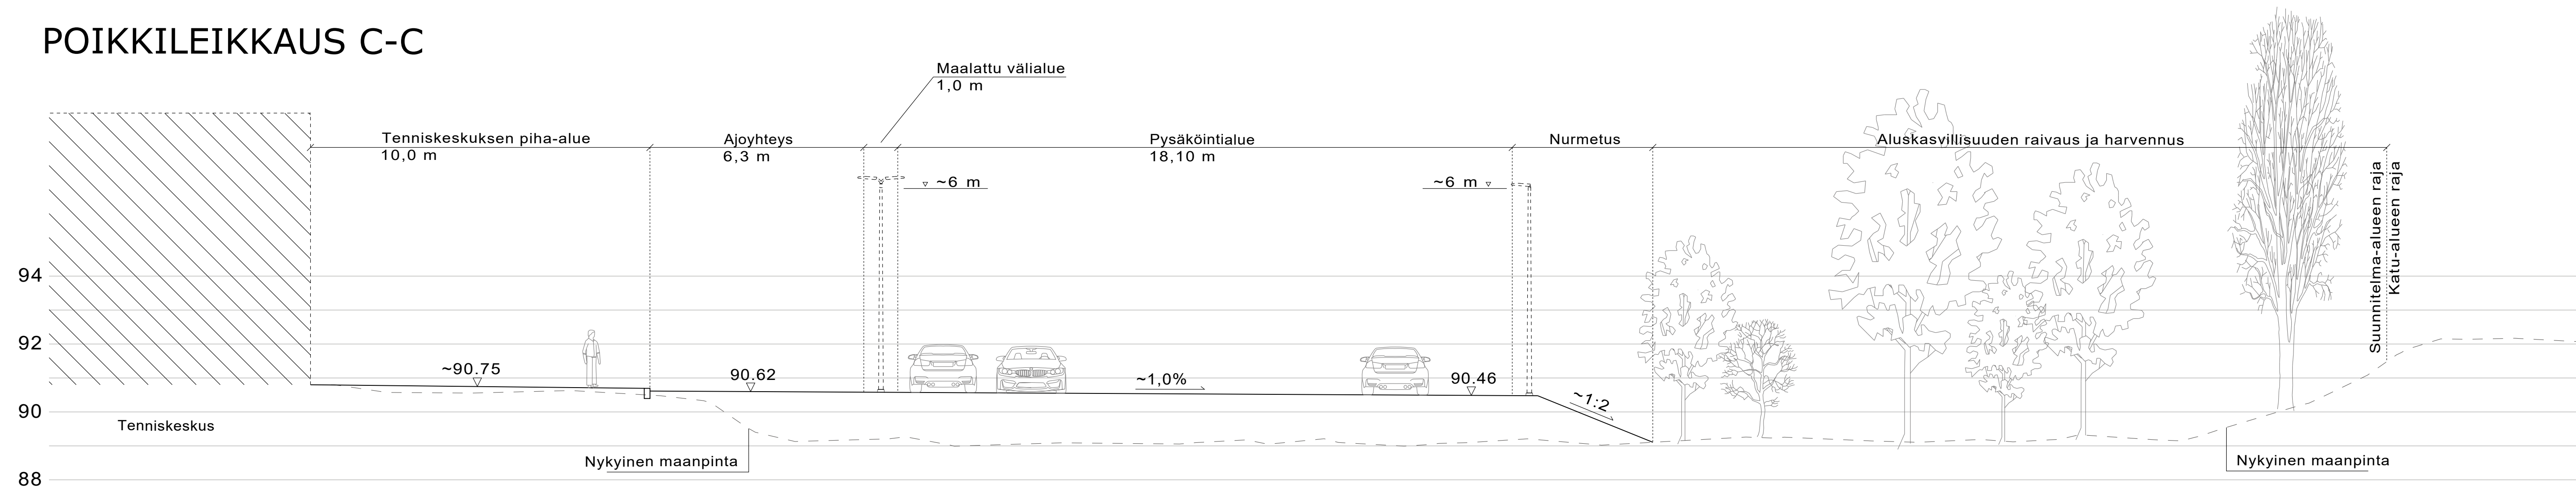 POIKKILEIKKAUS C-C
Maalattu välialue
1,0 m
Tenniskeskuksen piha-alue
10,0 m
Ajoyhteys
6,3 m
Pysäköintialue
18,10 m
Nurmetus
Aluskasvillisuuden raivaus ja harvennus
~6 m
~6 m
Suunnitelma-alueen raja
Katu-alueen raja
94
92
90
88
~90.75
90.62
~1,0%
90.46
~1:2
Tenniskeskus
Nykyinen maanpinta
Nykyinen maanpinta